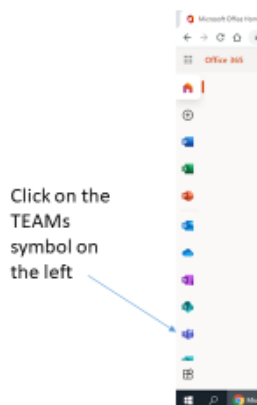 Microsoft Office Hom
Office 365
Click on the
TEAMs
symbol on
the left